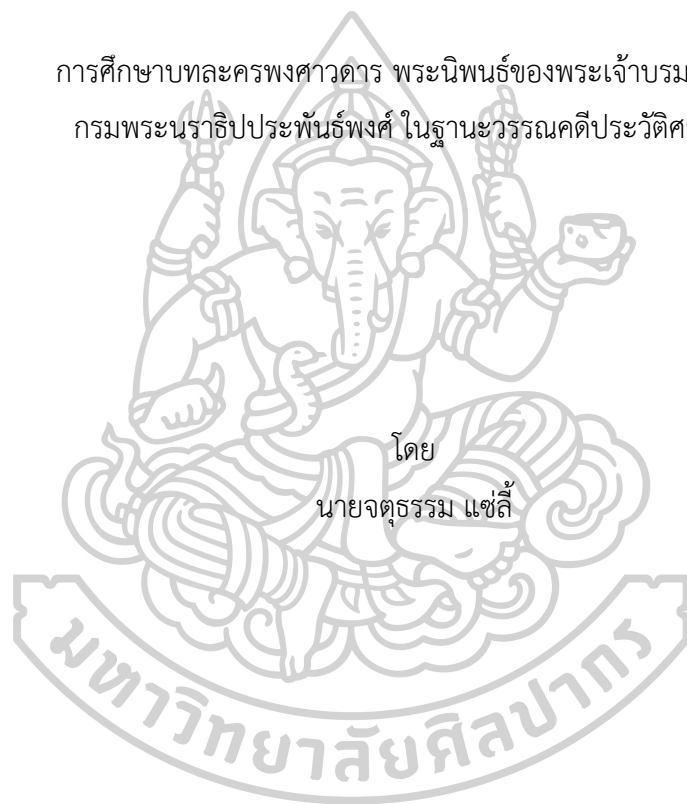 การศึกษาบทละครพงศาวดาร พระนิพนธ์ของพระเจ้าบรม
กรมพระนราธิปประพันธ์พงศ์ ในฐานะวรรณคดีประวัติศ
โดย
นายจตุธรรม แซ่ลี้
มหาวิทยาลัยศิลปากร